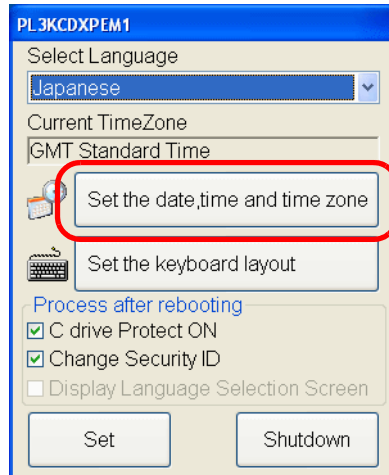 PL3KCDXPEM1
Select Language
Japanese
Current TimeZone
GMT Standard Time
Set the date,time and time zone
Set the keyboard layout
Process after rebooting
C drive Protect ON
Change Security ID
Display Language Selection Screen
Set
Shutdown